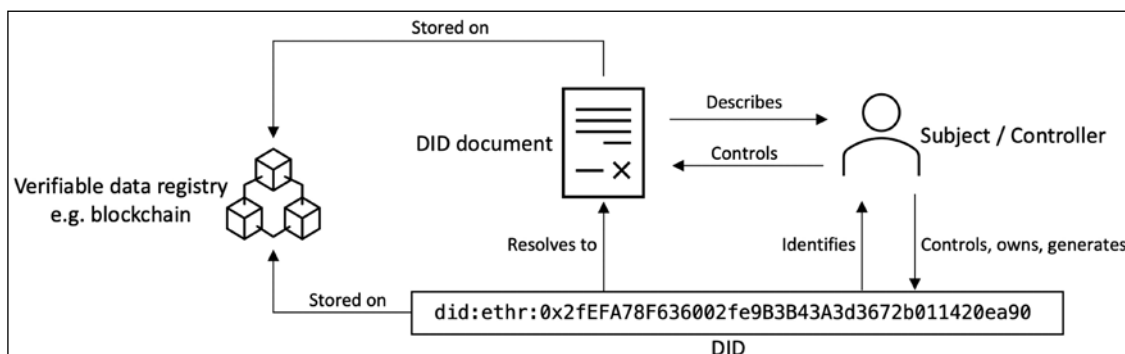 Stored on
Describes
DID document
Subject / Controller
Controls
Verifiable data registry
e.g. blockchain
Resolves to
Identifies
Controls, owns, generates
Stored on
did:ethr:0x2fEFA78F636002fe9B3B43A3d3672b011420ea90
DID